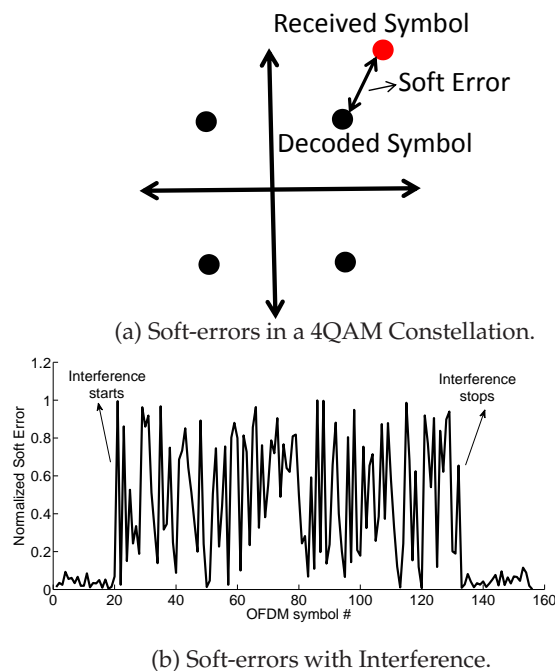 Received Symbol
Soft Error
Decoded Symbol
(a) Soft-errors in a 4QAM Constellation.
1.2
1
0.8
0.6
0.4
0.2
0
Normalized Soft Error
Interference
starts
Interference
stops
0 20 40 60 80 100 120 140 160
OFDM symbol #
(b) Soft-errors with Interference.